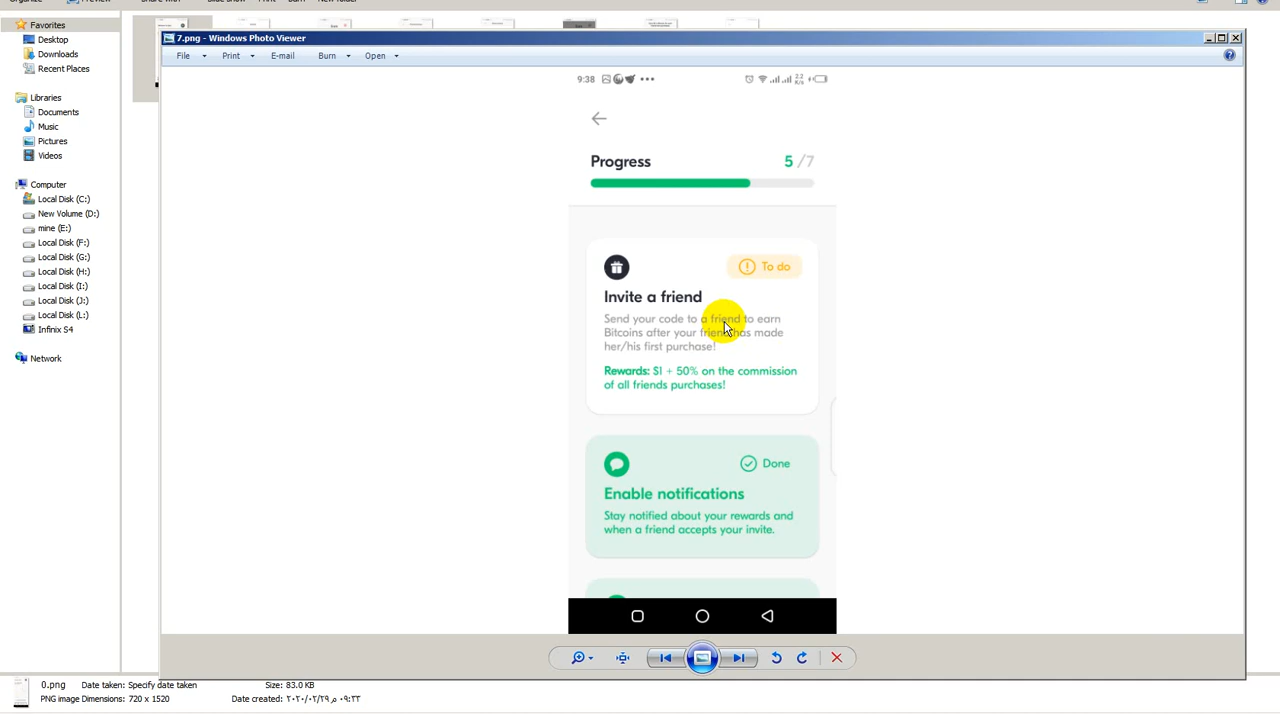 7.png - Windows Photo Viewer
File Print E-mail Burn Open
Favorites
Desktop
Downloads
Recent Places
Libraries
Documents
Music
Pictures
Videos
Computer
Local Disk (C:)
New Volume (D:)
mine (E:)
Local Disk (F:)
Local Disk (G:)
Local Disk (H:)
Local Disk (I:)
Local Disk (J:)
Local Disk (L:)
Infinix S4
Network
9:38
Progress 5 /7
To do
Invite a friend
Send your code to a friend to earn
Bitcoins after your friend has made
her/his first purchase!
Rewards: $1 + 50% on the commission
of all friends purchases!
Done
Enable notifications
Stay notified about your rewards and
when a friend accepts your invite.
0.png Date taken: Specify date taken Size: 83.0 KB
PNG image Dimensions: 720 x 1520 Date created: ٢٠٢٠/٠٢/٢٩ ٠٩:٣٣ م